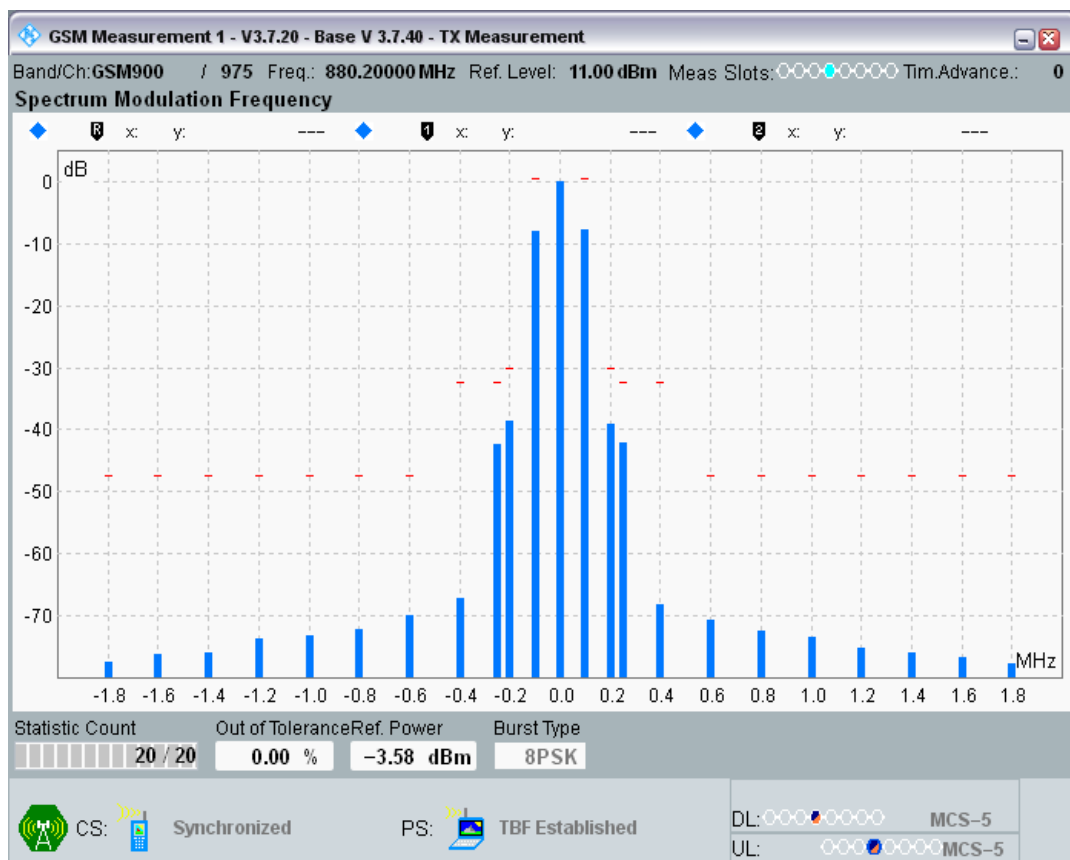 GSM Measurement 1 - V3.7.20 - Base V 3.7.40 - TX Measurement
Band/Ch:GSM900 / 975 Freq.: 880.20000 MHz Ref. Level: 11.00 dBm Meas Slots: Tim.Advance.: 0
Spectrum Modulation Frequency
R x: y: --- 1 x: y: --- 2 x: y: ---
dB
0
-10
-20
-30
-40
-50
-60
-70
MHz
-1.8 -1.6 -1.4 -1.2 -1.0 -0.8 -0.6 -0.4 -0.2 0.0 0.2 0.4 0.6 0.8 1.0 1.2 1.4 1.6 1.8
Statistic Count Out of Tolerance Ref. Power Burst Type
20 / 20 0.00 % −3.58 dBm 8PSK
CS: Synchronized PS: TBF Established
DL: MCS−5
UL: MCS−5